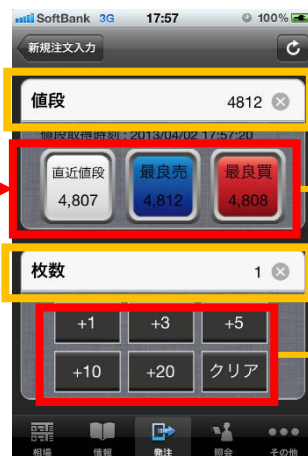 SoftBank 3G 17:57 100%
新規注文入力
値段 4812
値段取得時刻 : 2013/04/02 17:57:20
直近値段 最良売 最良買
4,807 4,812 4,808
枚数 1
+1 +3 +5
+10 +20 クリア
相場 情報 発注 照会 その他